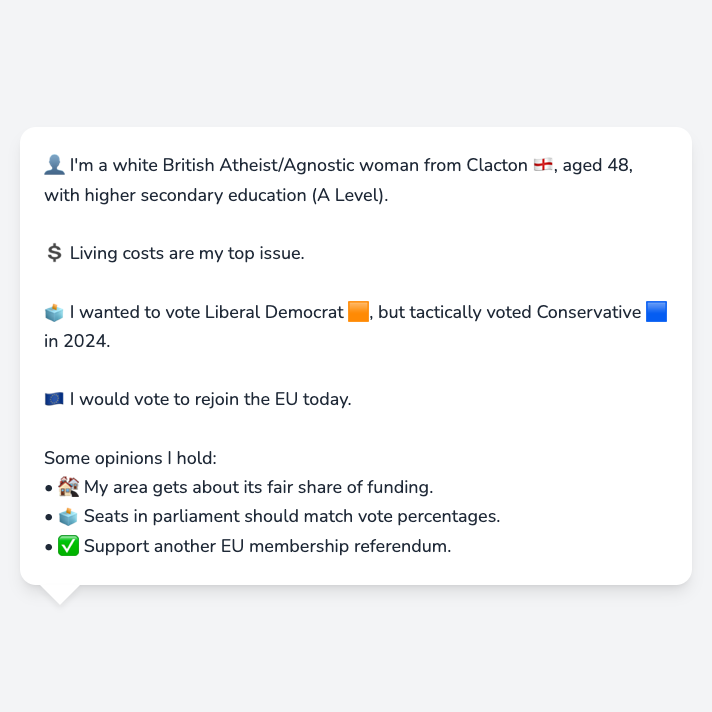 👤 I'm a white British Atheist/Agnostic woman from Clacton 🏴󠁧󠁢󠁥󠁮󠁧󠁿, aged 48,
with higher secondary education (A Level).
💲 Living costs are my top issue.
🗳️ I wanted to vote Liberal Democrat 🟧, but tactically voted Conservative 🟦
in 2024.
🇪🇺 I would vote to rejoin the EU today.
Some opinions I hold:
• 🏚️ My area gets about its fair share of funding.
• 🗳️ Seats in parliament should match vote percentages.
• ✅ Support another EU membership referendum.